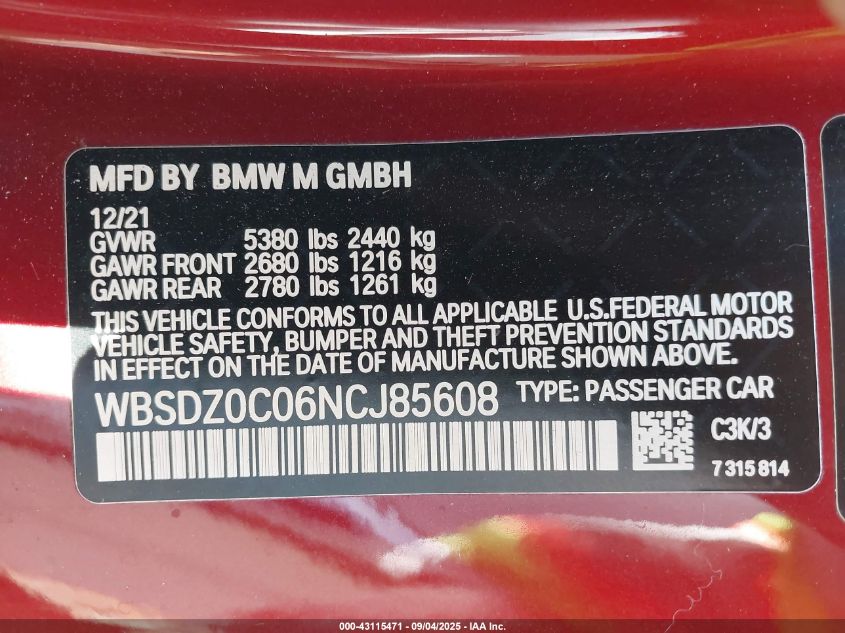 MFD BY BMW M GMBH
12/21
GVWR 5380 lbs 2440 kg
GAWR FRONT 2680 lbs 1216 kg
GAWR REAR 2780 lbs 1261 kg
THIS VEHICLE CONFORMS TO ALL APPLICABLE U.S.FEDERAL MOTOR
VEHICLE SAFETY, BUMPER AND THEFT PREVENTION STANDARDS
IN EFFECT ON THE DATE OF MANUFACTURE SHOWN ABOVE.
WBSDZ0C06NCJ85608 TYPE: PASSENGER CAR
C3K/3
7315814
000-43115471 - 09/04/2025 - IAA Inc.